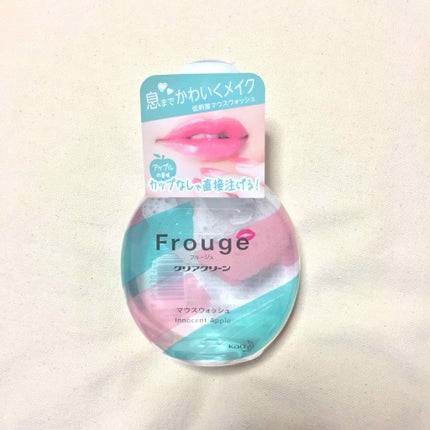 息までかわいくメイク
低刺激マウスウォッシュ
アップル
の香味
カップなしで直接注げる！
Frouge
フルージュ
クリアクリーン
マウスウォッシュ
Innocent Apple
Kao